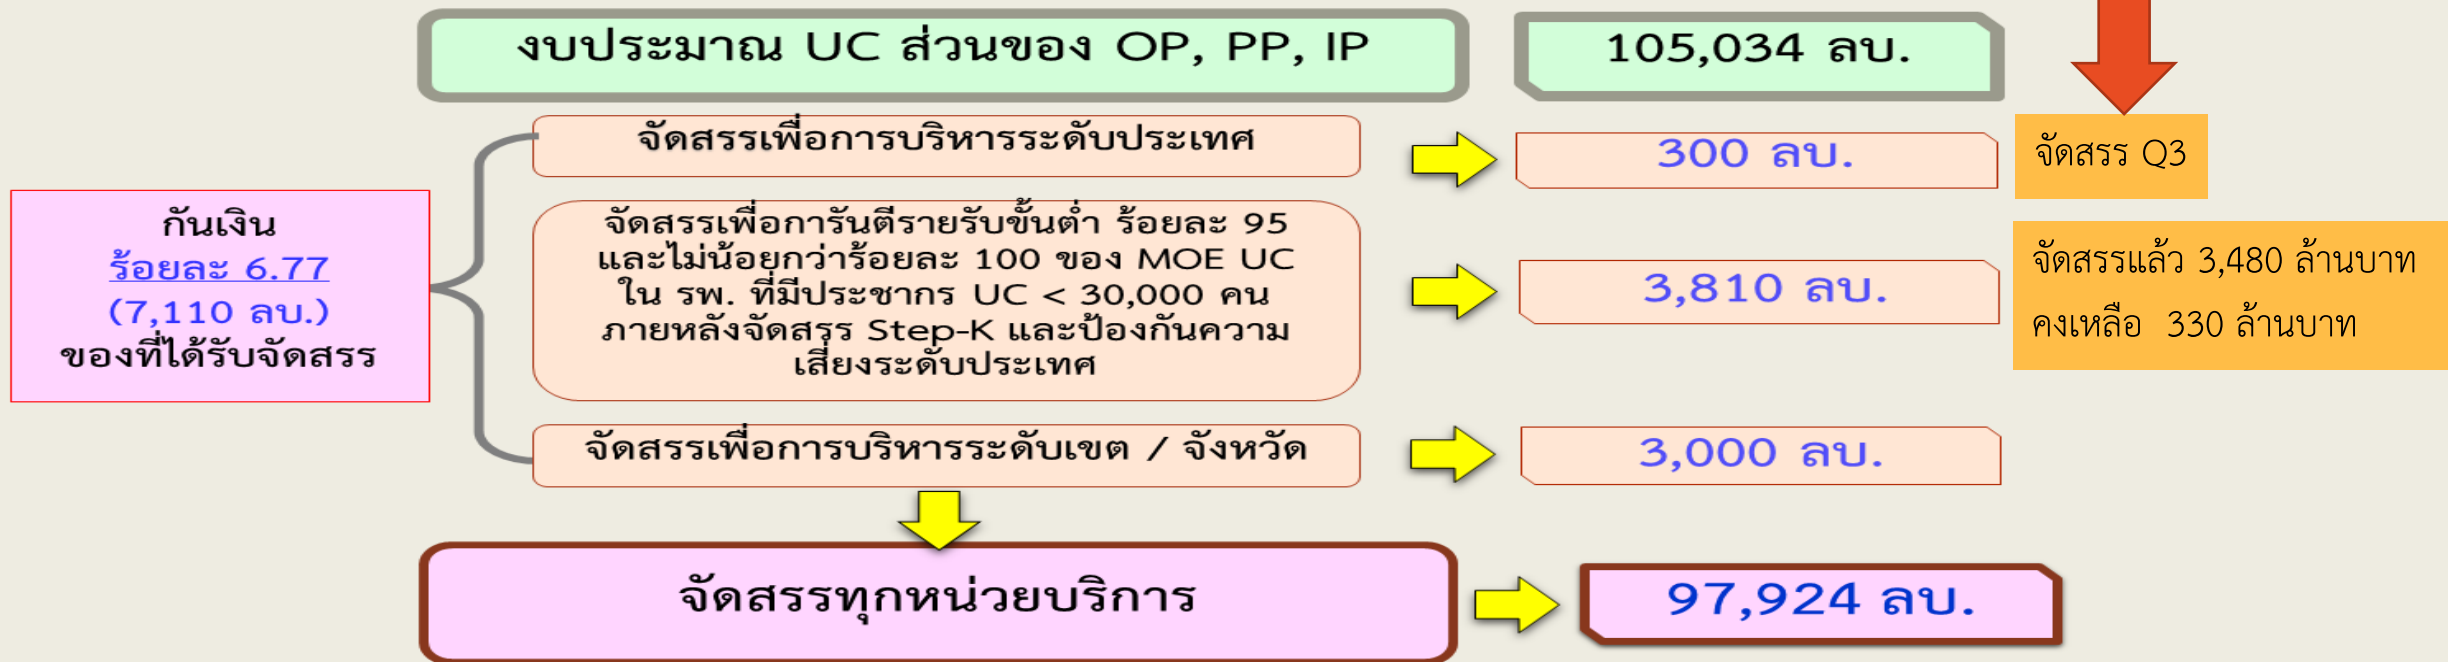 งบประมาณ UC ส่วนของ OP, PP, IP
105,034 ลบ.
จัดสรรเพื่อการบริหารระดับประเทศ
300 ลบ.
จัดสรร Q3
กันเงิน
ร้อยละ 6.77
(7,110 ลบ.)
ของที่ได้รับจัดสรร
จัดสรรเพื่อการันตีรายรับขั้นต่ำ ร้อยละ 95
และไม่น้อยกว่าร้อยละ 100 ของ MOE UC
ใน รพ. ที่มีประชากร UC < 30,000 คน
ภายหลังจัดสรร Step-K และป้องกันความ
เสี่ยงระดับประเทศ
3,810 ลบ.
จัดสรรแล้ว 3,480 ล้านบาท
คงเหลือ 330 ล้านบาท
จัดสรรเพื่อการบริหารระดับเขต / จังหวัด
3,000 ลบ.
จัดสรรทุกหน่วยบริการ
97,924 ลบ.